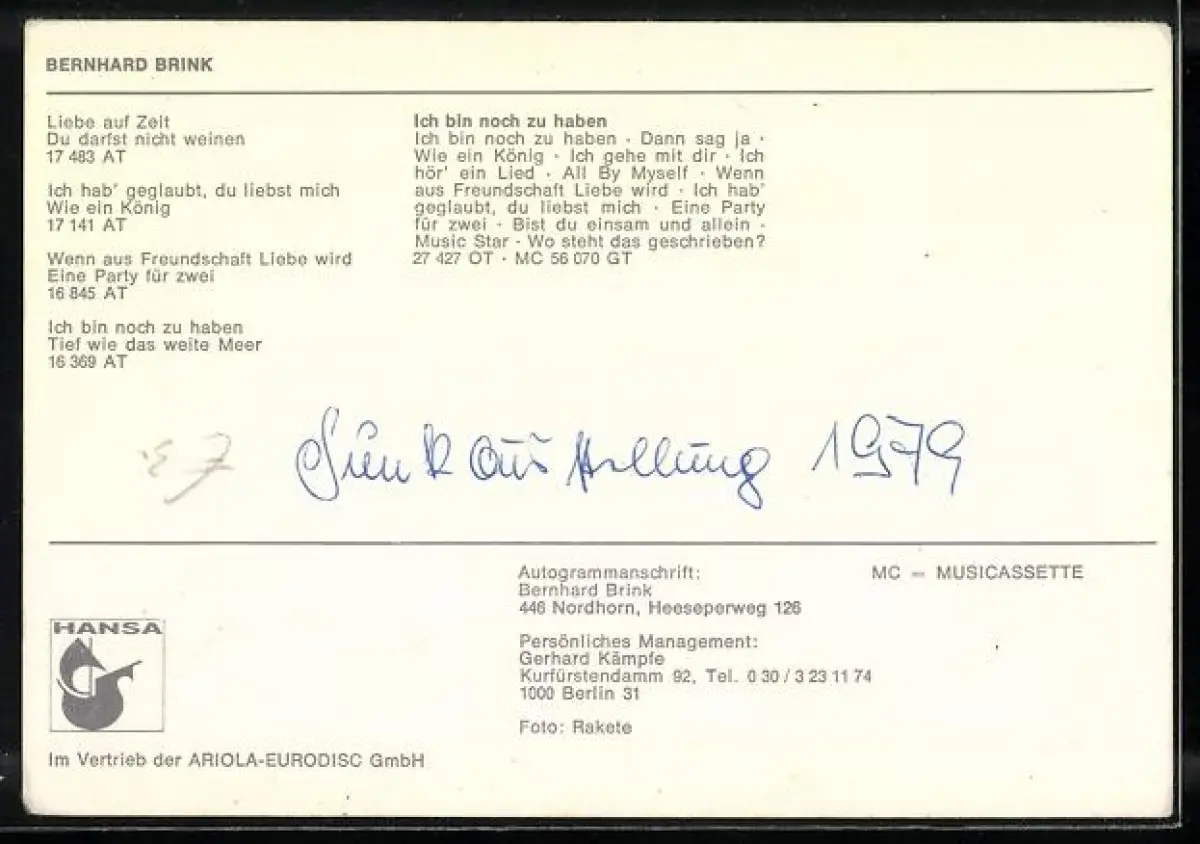 BERNHARD BRINK
Liebe auf Zeit
Du darfst nicht weinen
17 483 AT
Ich hab' geglaubt, du liebst mich
Wie ein König
17 141 AT
Wenn aus Freundschaft Liebe wird
Eine Party für zwei
16 845 AT
Ich bin noch zu haben
Tief wie das weite Meer
16 369 AT
Ich bin noch zu haben
Ich bin noch zu haben · Dann sag ja ·
Wie ein König · Ich gehe mit dir · Ich
hör' ein Lied · All By Myself · Wenn
aus Freundschaft Liebe wird · Ich hab'
geglaubt, du liebst mich · Eine Party
für zwei · Bist du einsam und allein ·
Music Star · Wo steht das geschrieben?
27 427 OT · MC 56 070 GT
Funkausstellung 1979
Autogrammanschrift:
Bernhard Brink
446 Nordhorn, Heeseperweg 126
Persönliches Management:
Gerhard Kämpfe
Kurfürstendamm 92, Tel. 0 30 / 3 23 11 74
1000 Berlin 31
Foto: Rakete
MC — MUSICASSETTE
HANSA
Im Vertrieb der ARIOLA-EURODISC GmbH